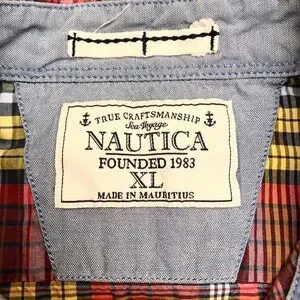 TRUE CRAFTSMANSHIP
Sea Voyage
NAUTICA
FOUNDED 1983
XL
MADE IN MAURITIUS